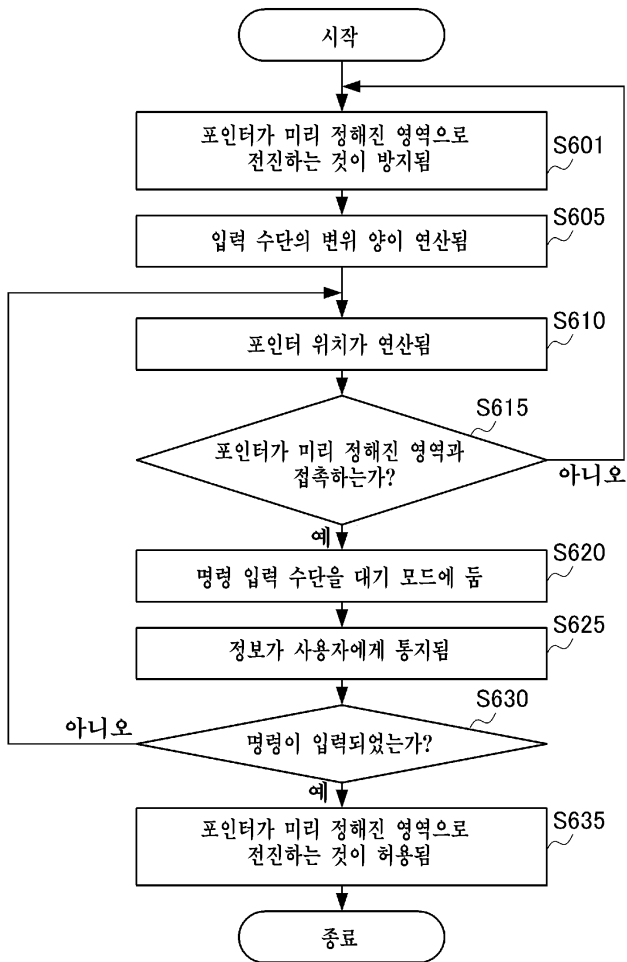 시작
포인터가 미리 정해진 영역으로
전진하는 것이 방지됨
S601
입력 수단의 변위 양이 연산됨
S605
포인터 위치가 연산됨
S610
포인터가 미리 정해진 영역과
접촉하는가?
S615
아니오
예
명령 입력 수단을 대기 모드에 둠
S620
정보가 사용자에게 통지됨
S625
명령이 입력되었는가?
S630
아니오
예
포인터가 미리 정해진 영역으로
전진하는 것이 허용됨
S635
종료